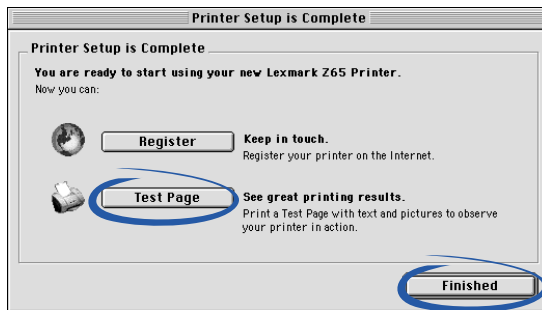 Printer Setup is Complete
Printer Setup is Complete
You are ready to start using your new Lexmark Z65 Printer.
Now you can:
Register
Keep in touch.
Register your printer on the Internet.
Test Page
See great printing results.
Print a Test Page with text and pictures to observe
your printer in action.
Finished